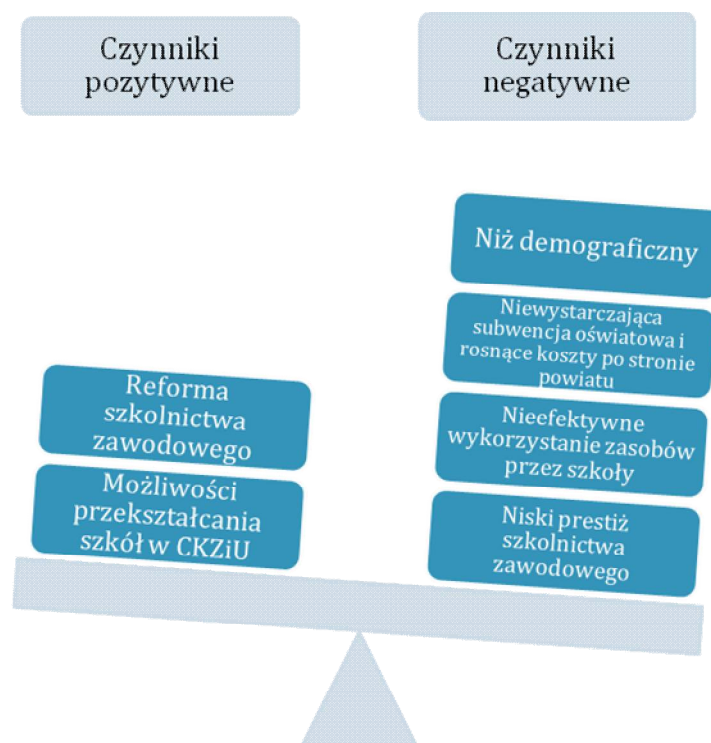 Czynniki
pozytywne
Czynniki
negatywne
Reforma
szkolnictwa
zawodowego
Możliwości
przekształcania
szkół w CKZiU
Niż demograficzny
Niewystarczająca
subwencja oświatowa i
rosnące koszty po stronie
powiatu
Nieefektywne
wykorzystanie zasobów
przez szkoły
Niski prestiż
szkolnictwa
zawodowego